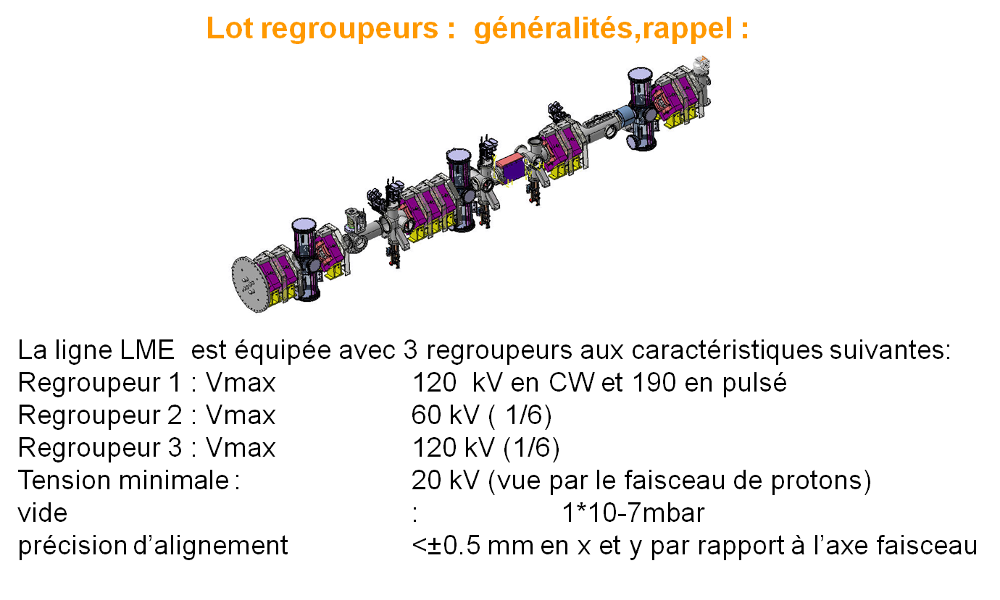 Lot regroupeurs :  généralités,rappel :
La ligne LME  est équipée avec 3 regroupeurs aux caractéristiques suivantes:
Regroupeur 1 : Vmax 120  kV en CW et 190 en pulsé
Regroupeur 2 : Vmax 60 kV ( 1/6)
Regroupeur 3 : Vmax 120 kV (1/6)
Tension minimale : 20 kV (vue par le faisceau de protons)
vide : 1*10-7mbar
précision d’alignement <±0.5 mm en x et y par rapport à l’axe faisceau